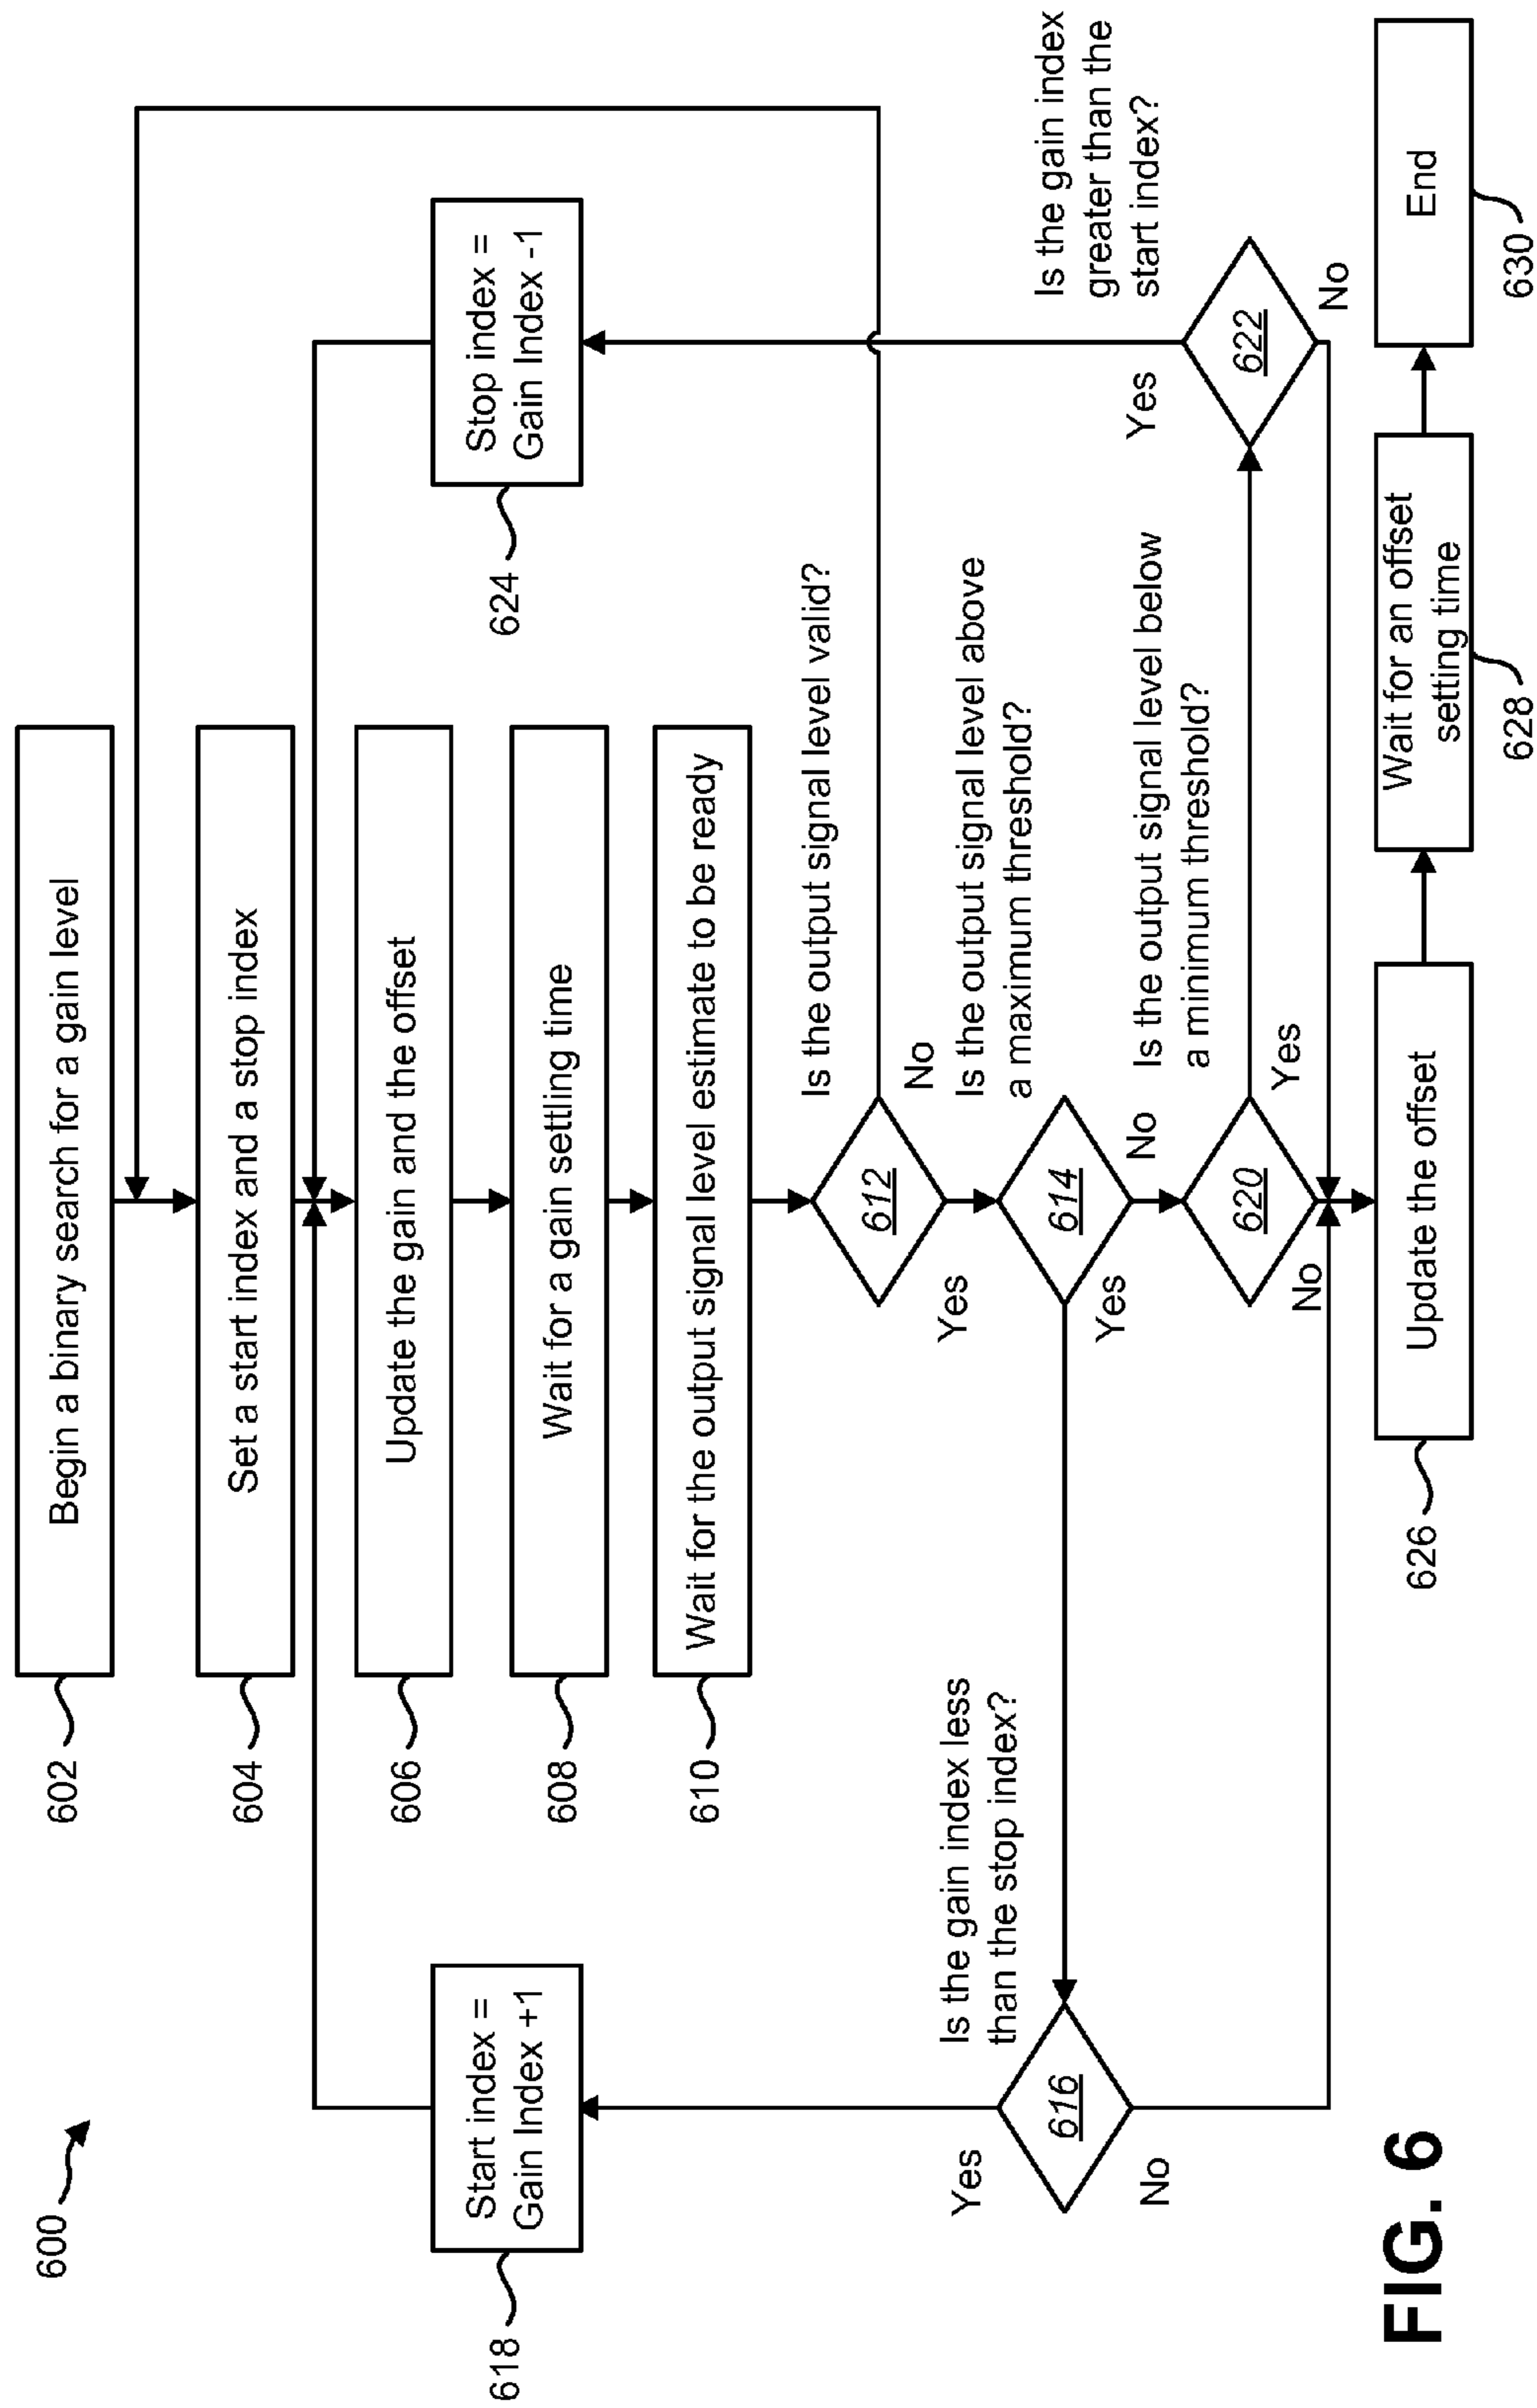 600
602
Begin a binary search for a gain level
604
Set a start index and a stop index
606
Update the gain and the offset
608
Wait for a gain settling time
610
Wait for the output signal level estimate to be ready
618
Start index =
Gain Index +1
624
Stop index =
Gain Index -1
Is the output signal level valid?
612
No
Yes
Is the output signal level above
a maximum threshold?
614
Yes
No
Is the gain index less
than the stop index?
616
Yes
No
Is the output signal level below
a minimum threshold?
620
Yes
No
Is the gain index
greater than the
start index?
622
Yes
No
626
Update the offset
Wait for an offset
setting time
628
End
630
FIG. 6